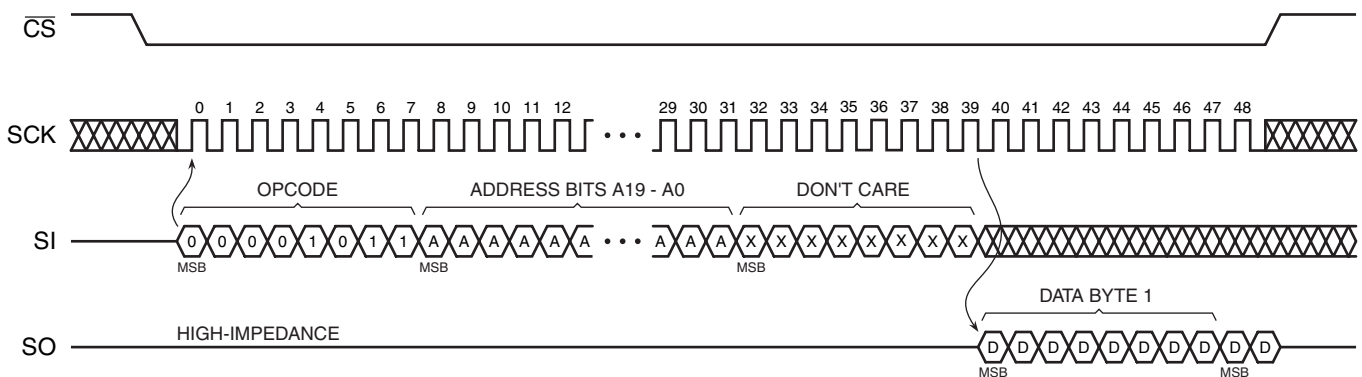 CS
SCK
0 1 2 3 4 5 6 7 8 9 10 11 12 29 30 31 32 33 34 35 36 37 38 39 40 41 42 43 44 45 46 47 48
• • •
OPCODE ADDRESS BITS A19 - A0 DON'T CARE
SI
0 0 0 0 1 0 1 1 A A A A A A • • • A A A X X X X X X X X
MSB MSB MSB
DATA BYTE 1
HIGH-IMPEDANCE
SO
D D D D D D D D D D
MSB MSB